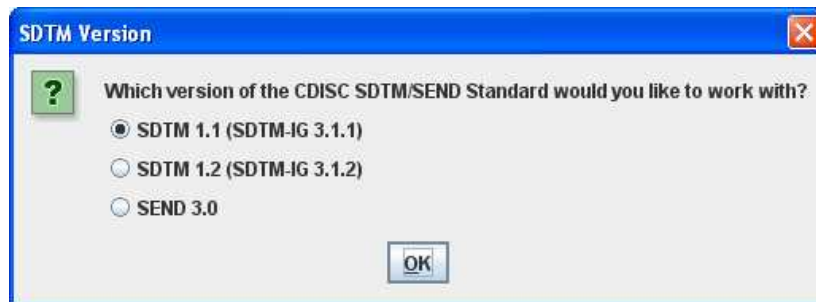 SDTM Version
?
Which version of the CDISC SDTM/SEND Standard would you like to work with?
SDTM 1.1 (SDTM-IG 3.1.1)
SDTM 1.2 (SDTM-IG 3.1.2)
SEND 3.0
OK